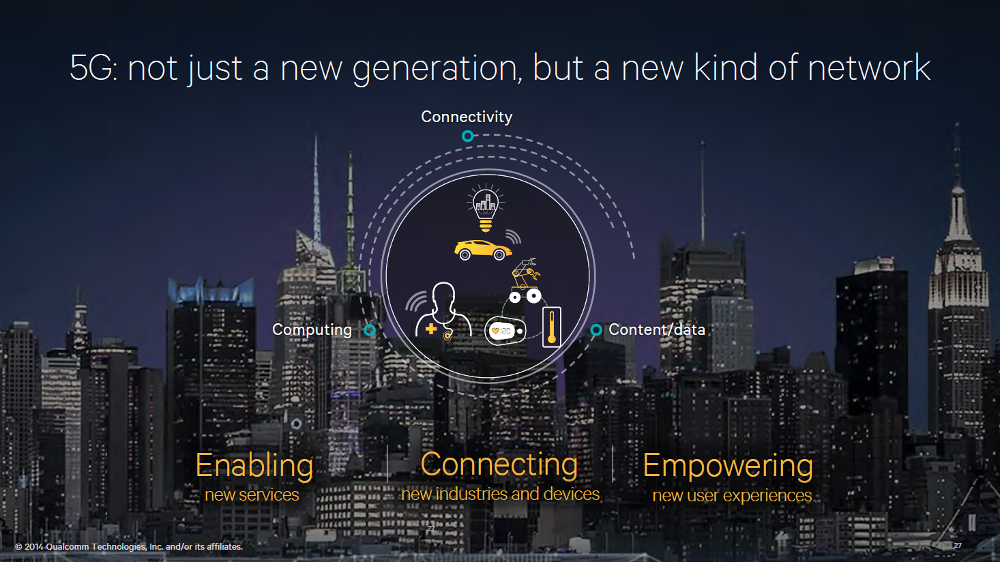 5G: not just a new generation, but a new kind of network
Connectivity
Computing
Content/data
120
Enabling
new services
Connecting
new industries and devices
Empowering
new user experiences
27
© 2014 Qualcomm Technologies, Inc. and/or its affiliates.
27